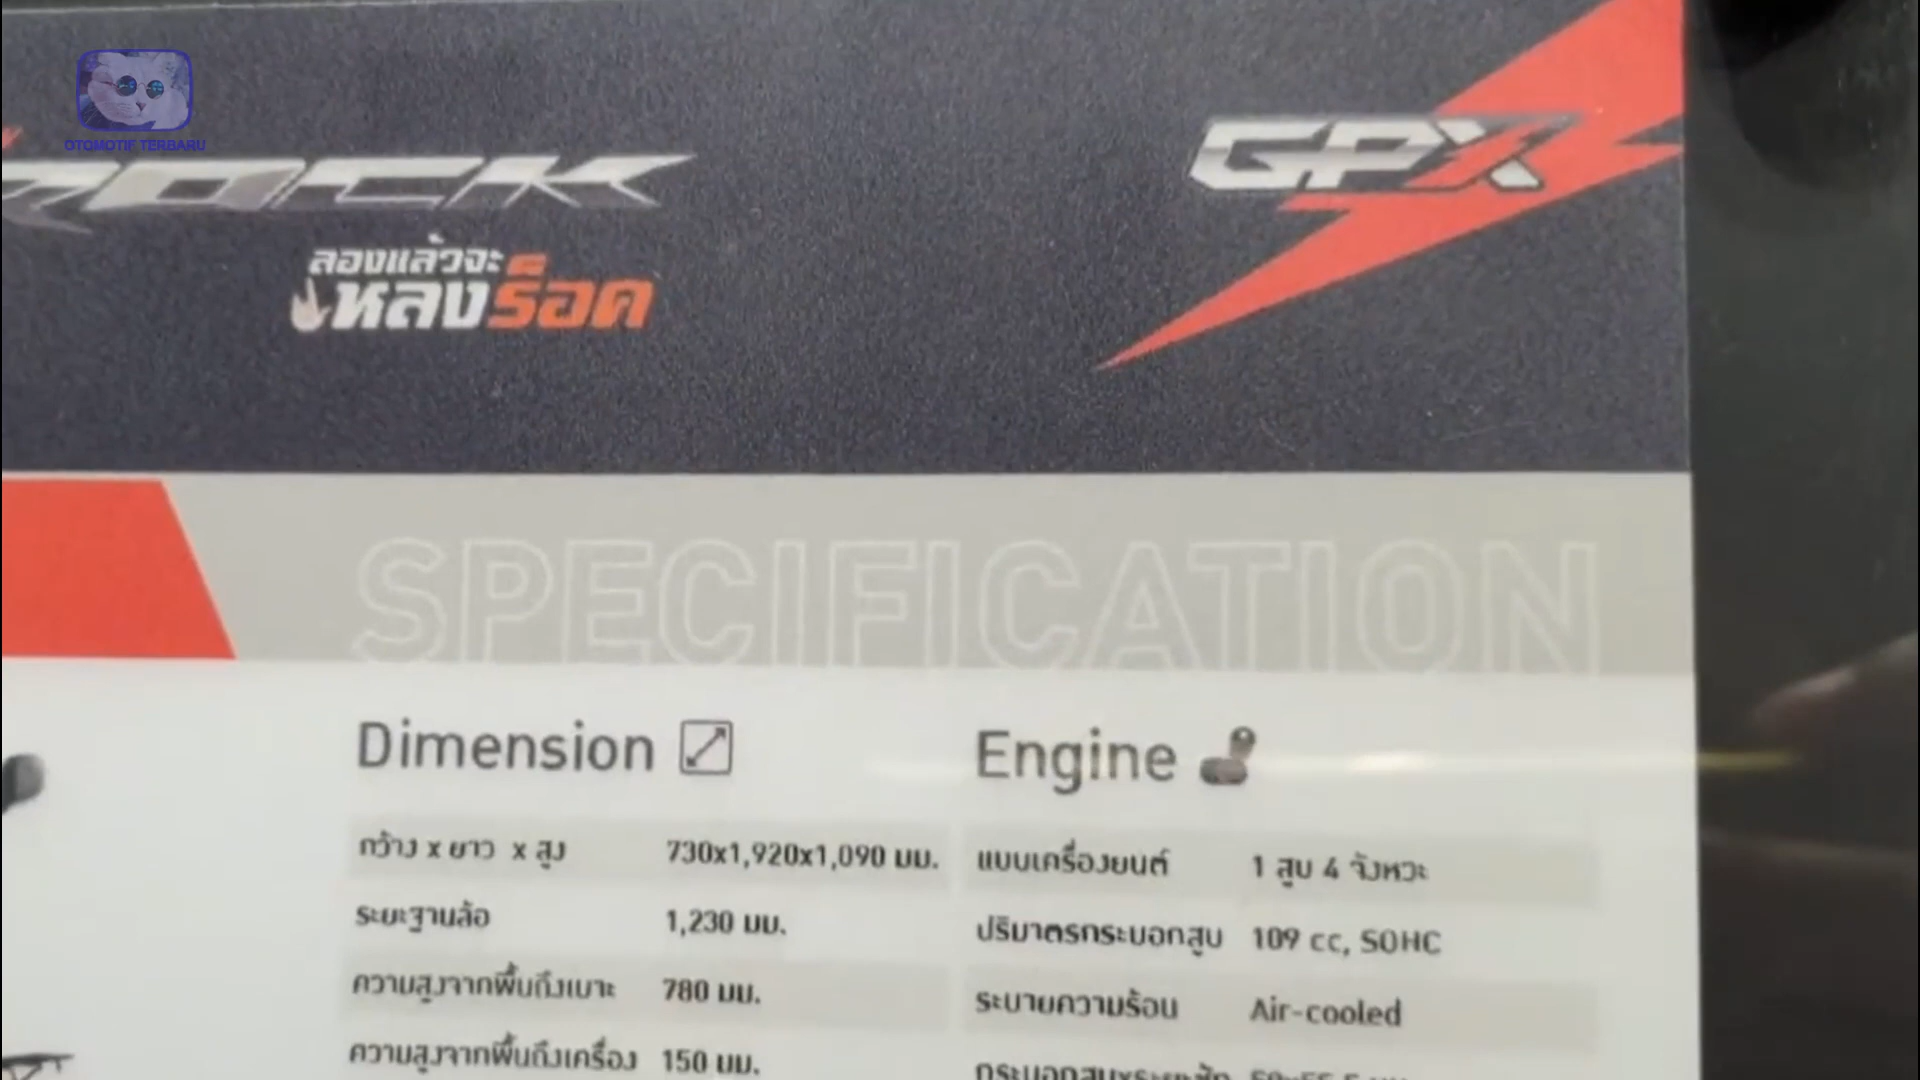 OTOMOTIF TERBARU
GPX
ลองแล้วจะ
หลงร็อค
SPECIFICATION
Dimension
กว้าง x ยาว x สูง 730x1,920x1,090 มม.
ระยะฐานล้อ 1,230 มม.
ความสูงจากพื้นถึงเบาะ 780 มม.
ความสูงจากพื้นถึงเครื่อง 150 มม.
Engine
แบบเครื่องยนต์ 1 สูบ 4 จังหวะ
ปริมาตรกระบอกสูบ 109 cc, SOHC
ระบายความร้อน Air-cooled